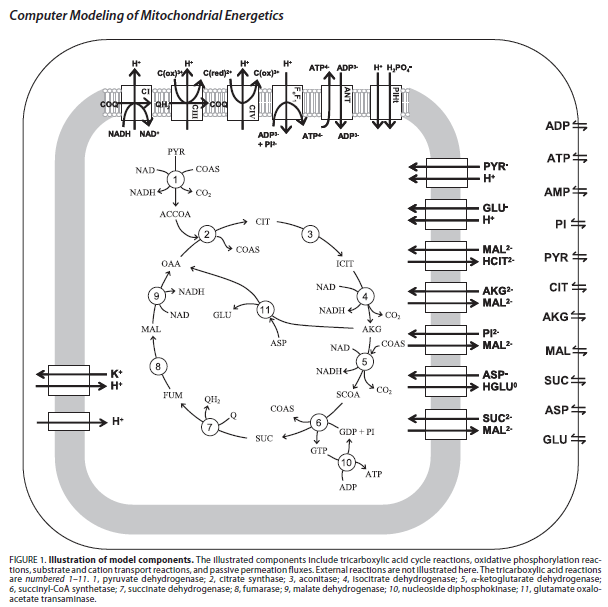 Computer Modeling of Mitochondrial Energetics
H⁺ C(ox)³⁺ C(red)²⁺ H⁺ C(ox)³⁺ H⁺ ATP⁴⁻ ADP³⁻ H⁺ H₂PO₄⁻
COQ CI QH₂ CIII COQ CIV F₀F₁ ANT PiHt
NADH NAD⁺ ADP³⁻ + PI²⁻ ATP⁴⁻ ADP³⁻
PYR
NAD COAS
1
NADH CO₂
ACCOA
CIT
2 3
COAS
OAA ICIT
NAD
9 NADH 4
NAD NADH CO₂
GLU 11
MAL AKG
ASP
NAD COAS
8 5
NADH CO₂
FUM QH₂ SCOA
Q COAS
7 6
SUC GDP + PI
GTP
10
ATP
ADP
K⁺
H⁺
H⁺
PYR⁻
H⁺
GLU⁻
H⁺
MAL²⁻
HCIT²⁻
AKG²⁻
MAL²⁻
PI²⁻
MAL²⁻
ASP⁻
HGLU⁰
SUC²⁻
MAL²⁻
ADP
ATP
AMP
PI
PYR
CIT
AKG
MAL
SUC
ASP
GLU
FIGURE 1. Illustration of model components. The illustrated components include tricarboxylic acid cycle reactions, oxidative phosphorylation reac-
tions, substrate and cation transport reactions, and passive permeation fluxes. External reactions are not illustrated here. The tricarboxylic acid reactions
are numbered 1–11. 1, pyruvate dehydrogenase; 2, citrate synthase; 3, aconitase; 4, isocitrate dehydrogenase; 5, α-ketoglutarate dehydrogenase;
6, succinyl-CoA synthetase; 7, succinate dehydrogenase; 8, fumarase; 9, malate dehydrogenase; 10, nucleoside diphosphokinase; 11, glutamate oxalo-
acetate transaminase.